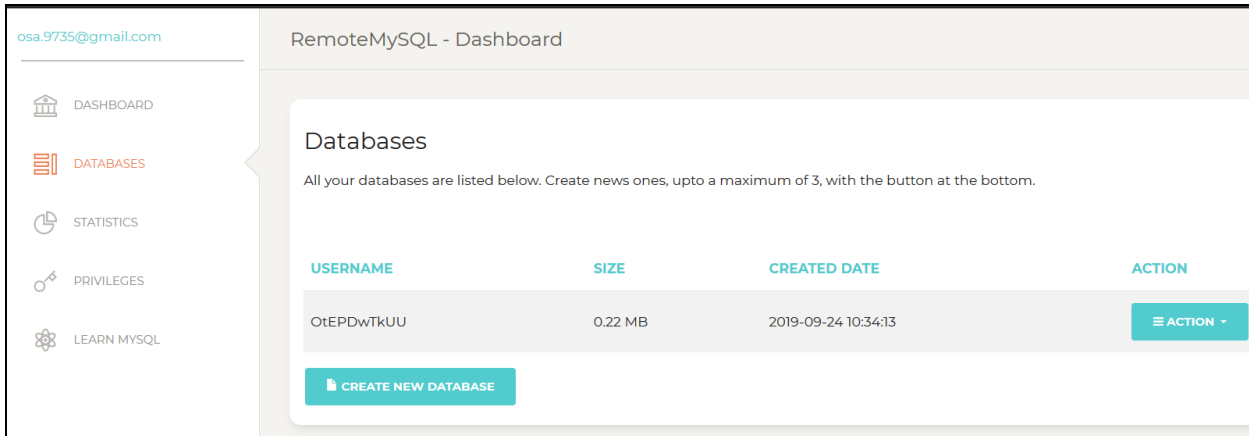 osa.9735@gmail.com
RemoteMySQL - Dashboard
DASHBOARD
DATABASES
STATISTICS
PRIVILEGES
LEARN MYSQL
Databases
All your databases are listed below. Create news ones, upto a maximum of 3, with the button at the bottom.
USERNAME SIZE CREATED DATE ACTION
OtEPDwTkUU 0.22 MB 2019-09-24 10:34:13 ACTION
CREATE NEW DATABASE